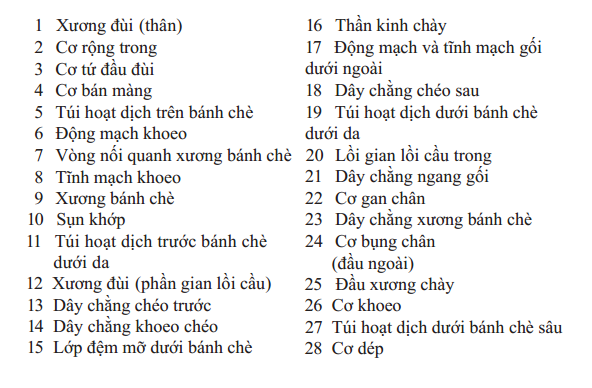 1 Xương đùi (thân)
2 Cơ rộng trong
3 Cơ tứ đầu đùi
4 Cơ bán màng
5 Túi hoạt dịch trên bánh chè
6 Động mạch khoeo
7 Vòng nối quanh xương bánh chè
8 Tĩnh mạch khoeo
9 Xương bánh chè
10 Sụn khớp
11 Túi hoạt dịch trước bánh chè
dưới da
12 Xương đùi (phần gian lồi cầu)
13 Dây chằng chéo trước
14 Dây chằng khoeo chéo
15 Lớp đệm mỡ dưới bánh chè
16 Thần kinh chày
17 Động mạch và tĩnh mạch gối
dưới ngoài
18 Dây chằng chéo sau
19 Túi hoạt dịch dưới bánh chè
dưới da
20 Lồi gian lồi cầu trong
21 Dây chằng ngang gối
22 Cơ gan chân
23 Dây chằng xương bánh chè
24 Cơ bụng chân
(đầu ngoài)
25 Đầu xương chày
26 Cơ khoeo
27 Túi hoạt dịch dưới bánh chè sâu
28 Cơ dép